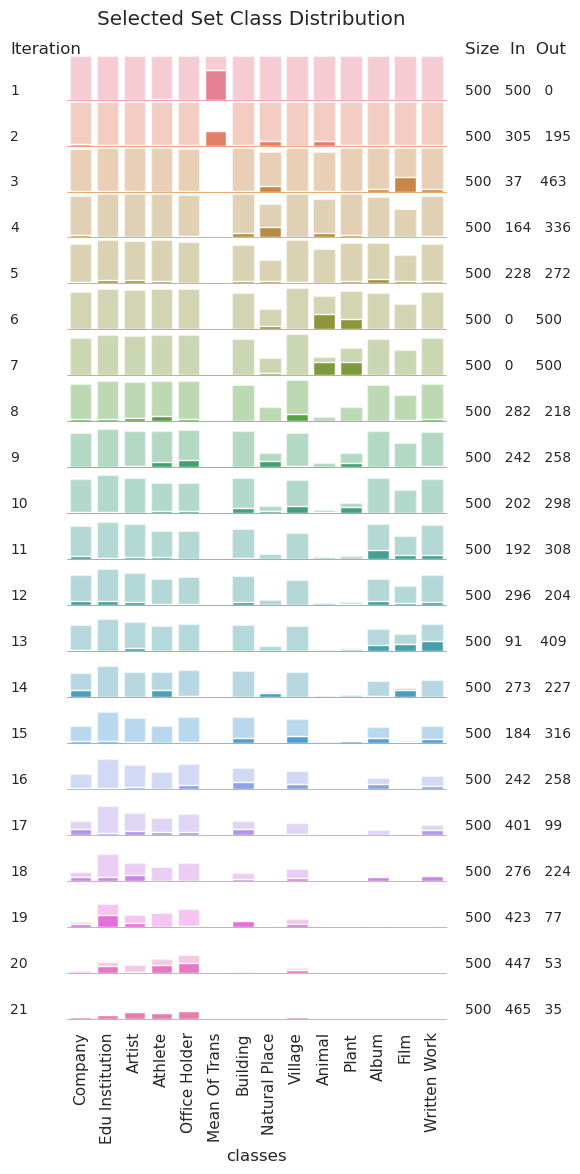 Selected Set Class Distribution
Iteration Size In Out
1 500 500 0
2 500 305 195
3 500 37 463
4 500 164 336
5 500 228 272
6 500 0 500
7 500 0 500
8 500 282 218
9 500 242 258
10 500 202 298
11 500 192 308
12 500 296 204
13 500 91 409
14 500 273 227
15 500 184 316
16 500 242 258
17 500 401 99
18 500 276 224
19 500 423 77
20 500 447 53
21 500 465 35
Company
Edu Institution
Artist
Athlete
Office Holder
Mean Of Trans
Building
Natural Place
Village
Animal
Plant
Album
Film
Written Work
classes